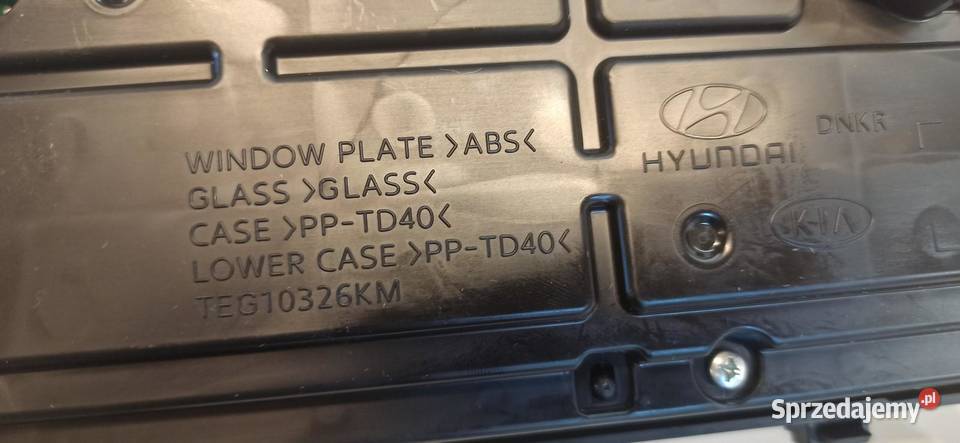 WINDOW PLATE >ABS<
GLASS >GLASS<
CASE >PP-TD40<
LOWER CASE >PP-TD40<
TEG10326KM
HYUNDAI
DNKR
KIA
Sprzedajemy.pl